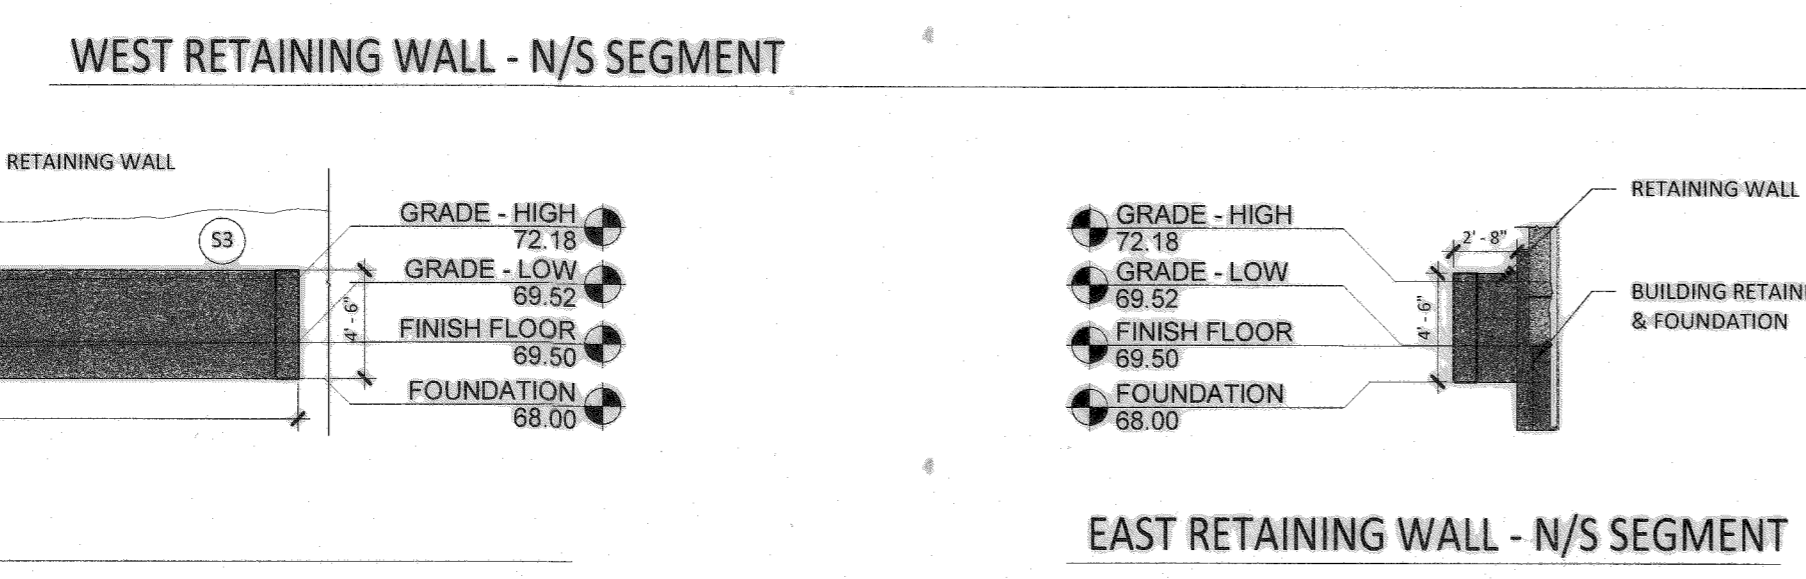 WEST RETAINING WALL - N/S SEGMENT
RETAINING WALL
S3
GRADE - HIGH
72.18
GRADE - LOW
69.52
FINISH FLOOR
69.50
FOUNDATION
68.00
4' - 6"
GRADE - HIGH
72.18
GRADE - LOW
69.52
FINISH FLOOR
69.50
FOUNDATION
68.00
2' - 8"
4' - 6"
RETAINING WALL
BUILDING RETAINI
& FOUNDATION
EAST RETAINING WALL - N/S SEGMENT